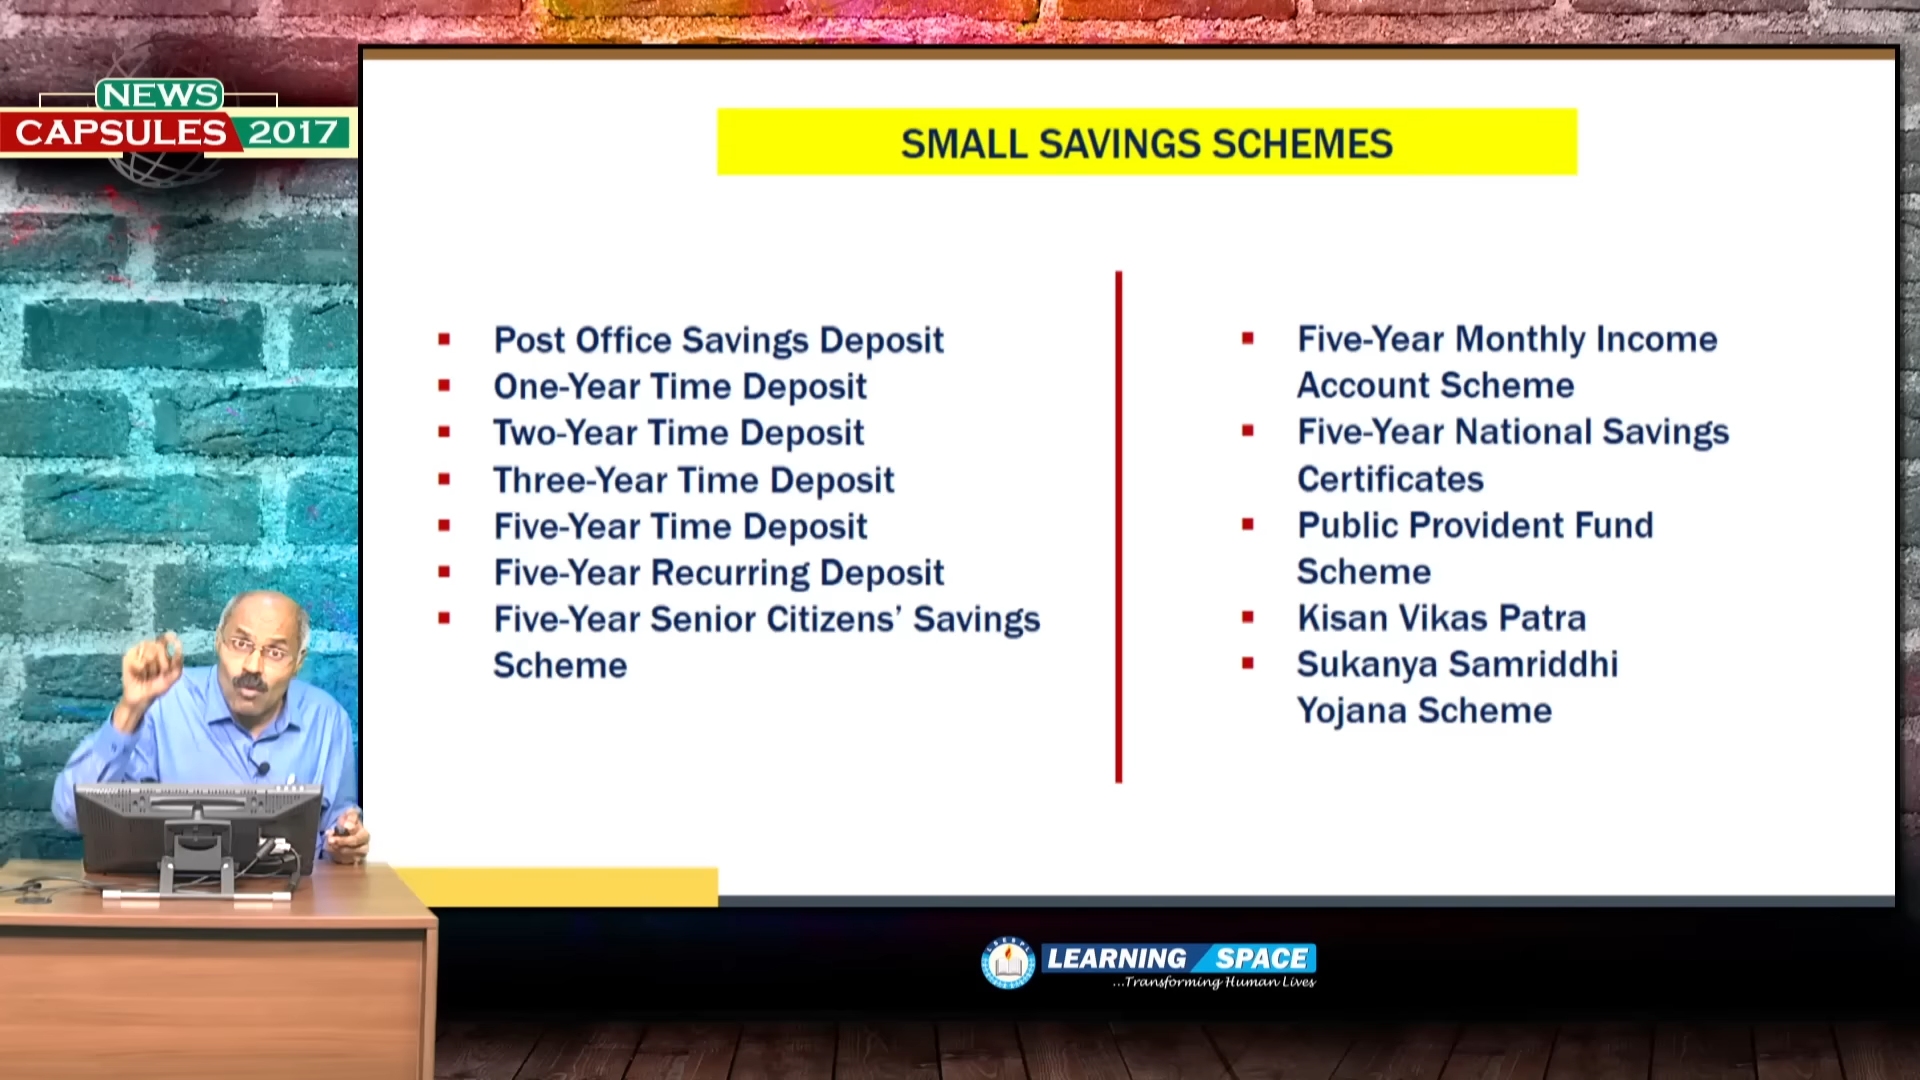 NEWS
CAPSULES 2017
SMALL SAVINGS SCHEMES
Post Office Savings Deposit
One-Year Time Deposit
Two-Year Time Deposit
Three-Year Time Deposit
Five-Year Time Deposit
Five-Year Recurring Deposit
Five-Year Senior Citizens’ Savings
Scheme
Five-Year Monthly Income
Account Scheme
Five-Year National Savings
Certificates
Public Provident Fund
Scheme
Kisan Vikas Patra
Sukanya Samriddhi
Yojana Scheme
LEARNING SPACE
...Transforming Human Lives